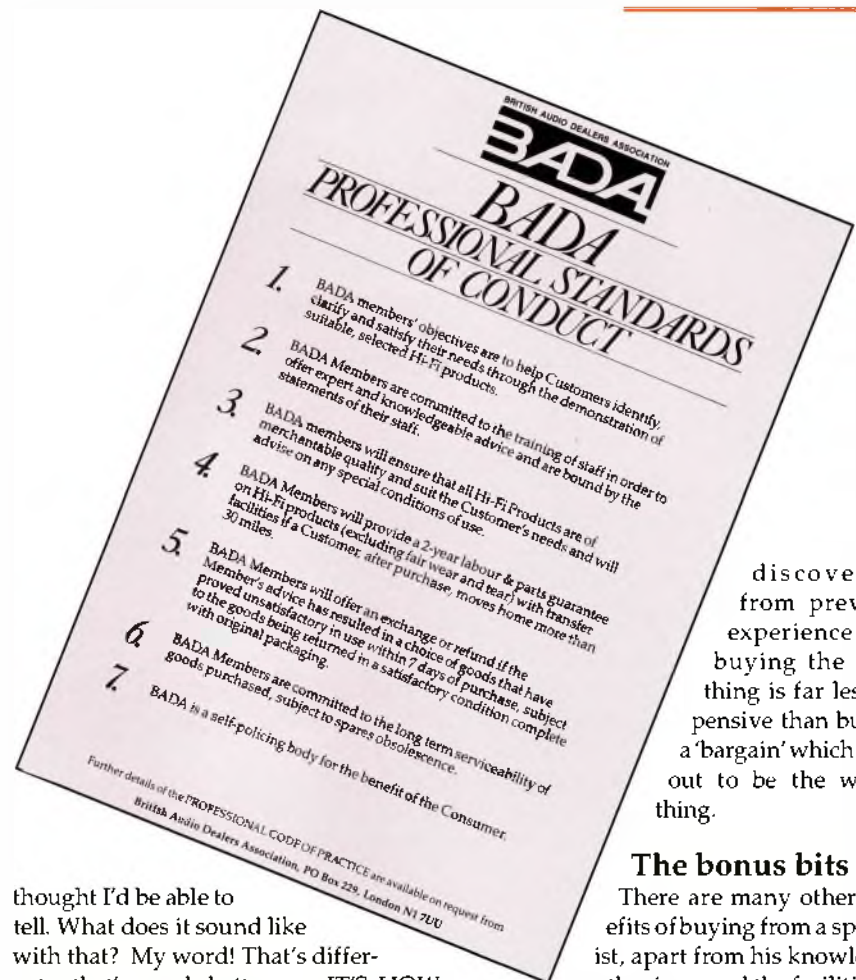 BRITISH AUDIO DEALERS ASSOCIATION
BADA
BADA
PROFESSIONAL STANDARDS
OF CONDUCT
1. BADA members' objectives are to help Customers identify,
clarify and satisfy their needs through the demonstration of
suitable, selected Hi-Fi products.
2. BADA Members are committed to the training of staff in order to
offer expert and knowledgeable advice and are bound by the
statements of their staff.
3. BADA members will ensure that all Hi-Fi Products are of
merchantable quality and suit the Customer's needs and will
advise on any special conditions of use.
4. BADA Members will provide a 2-year labour & parts guarantee
on Hi-Fi products (excluding fair wear and tear) with transfer
facilities if a Customer, after purchase, moves home more than
30 miles.
5. BADA Members will offer an exchange or refund if the
Member's advice has resulted in a choice of goods that have
proved unsatisfactory in use within 7 days of purchase, subject
to the goods being returned in a satisfactory condition complete
with original packaging.
6. BADA Members are committed to the long term serviceability of
goods purchased, subject to spares obsolescence.
7. BADA is a self-policing body for the benefit of the Consumer.
Further details of the PROFESSIONAL CODE OF PRACTICE are available on request from
British Audio Dealers Association, PO Box 229, London N1 7UU
thought I'd be able to
tell. What does it sound like
with that? My word! That's differ-
discove
from prev
experience
buying the
thing is far les
pensive than bu
a 'bargain' which
out to be the w
thing.
The bonus bits
There are many other
efits of buying from a sp
ist, apart from his knowl